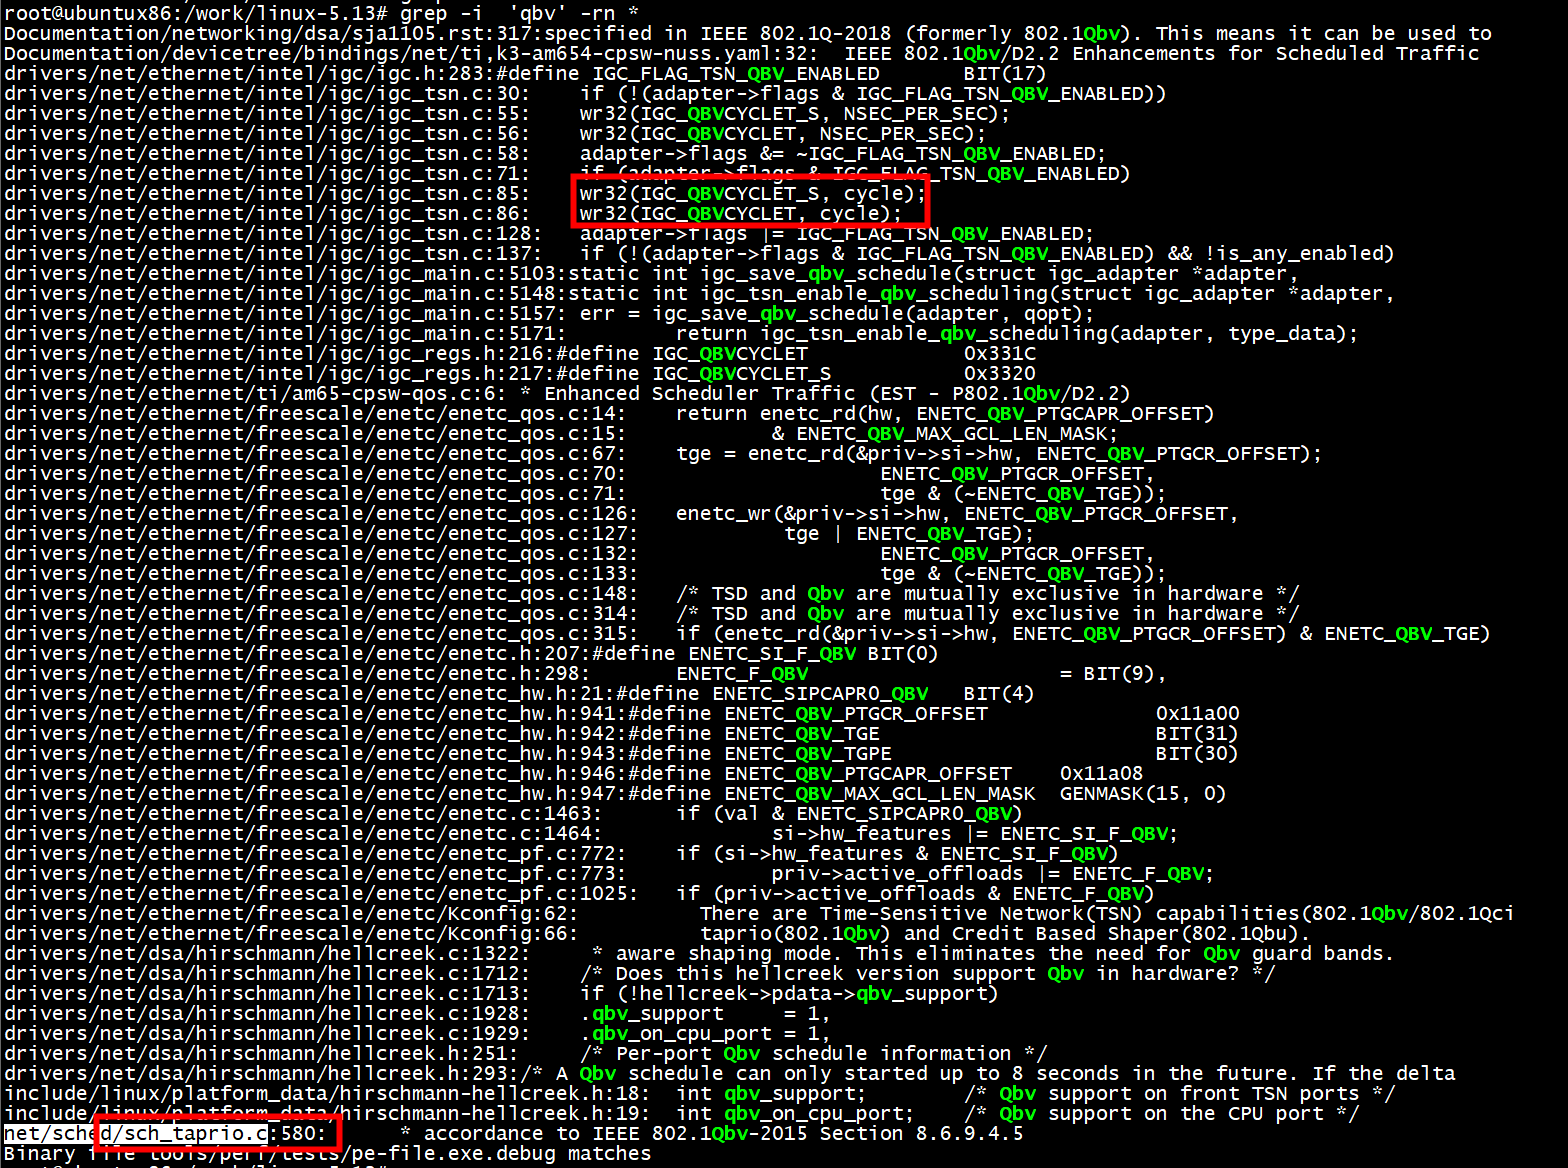 root@ubuntux86:/work/linux-5.13# grep -i  'qbv' -rn *
Documentation/networking/dsa/sja1105.rst:317:specified in IEEE 802.1Q-2018 (formerly 802.1Qbv). This means it can be used to
Documentation/devicetree/bindings/net/ti,k3-am654-cpsw-nuss.yaml:32:  IEEE 802.1Qbv/D2.2 Enhancements for Scheduled Traffic
drivers/net/ethernet/intel/igc/igc.h:283:#define IGC_FLAG_TSN_QBV_ENABLED       BIT(17)
drivers/net/ethernet/intel/igc/igc_tsn.c:30:    if (!(adapter->flags & IGC_FLAG_TSN_QBV_ENABLED))
drivers/net/ethernet/intel/igc/igc_tsn.c:55:    wr32(IGC_QBVCYCLET_S, NSEC_PER_SEC);
drivers/net/ethernet/intel/igc/igc_tsn.c:56:    wr32(IGC_QBVCYCLET, NSEC_PER_SEC);
drivers/net/ethernet/intel/igc/igc_tsn.c:58:    adapter->flags &= ~IGC_FLAG_TSN_QBV_ENABLED;
drivers/net/ethernet/intel/igc/igc_tsn.c:71:    if (adapter->flags & IGC_FLAG_TSN_QBV_ENABLED)
drivers/net/ethernet/intel/igc/igc_tsn.c:85:    wr32(IGC_QBVCYCLET_S, cycle);
drivers/net/ethernet/intel/igc/igc_tsn.c:86:    wr32(IGC_QBVCYCLET, cycle);
drivers/net/ethernet/intel/igc/igc_tsn.c:128:   adapter->flags |= IGC_FLAG_TSN_QBV_ENABLED;
drivers/net/ethernet/intel/igc/igc_tsn.c:137:   if (!(adapter->flags & IGC_FLAG_TSN_QBV_ENABLED) && !is_any_enabled)
drivers/net/ethernet/intel/igc/igc_main.c:5103:static int igc_save_qbv_schedule(struct igc_adapter *adapter,
drivers/net/ethernet/intel/igc/igc_main.c:5148:static int igc_tsn_enable_qbv_scheduling(struct igc_adapter *adapter,
drivers/net/ethernet/intel/igc/igc_main.c:5157: err = igc_save_qbv_schedule(adapter, qopt);
drivers/net/ethernet/intel/igc/igc_main.c:5171:         return igc_tsn_enable_qbv_scheduling(adapter, type_data);
drivers/net/ethernet/intel/igc/igc_regs.h:216:#define IGC_QBVCYCLET             0x331C
drivers/net/ethernet/intel/igc/igc_regs.h:217:#define IGC_QBVCYCLET_S           0x3320
drivers/net/ethernet/ti/am65-cpsw-qos.c:6: * Enhanced Scheduler Traffic (EST - P802.1Qbv/D2.2)
drivers/net/ethernet/freescale/enetc/enetc_qos.c:14:    return enetc_rd(hw, ENETC_QBV_PTGCAPR_OFFSET)
drivers/net/ethernet/freescale/enetc/enetc_qos.c:15:            & ENETC_QBV_MAX_GCL_LEN_MASK;
drivers/net/ethernet/freescale/enetc/enetc_qos.c:67:    tge = enetc_rd(&priv->si->hw, ENETC_QBV_PTGCR_OFFSET);
drivers/net/ethernet/freescale/enetc/enetc_qos.c:70:                     ENETC_QBV_PTGCR_OFFSET,
drivers/net/ethernet/freescale/enetc/enetc_qos.c:71:                     tge & (~ENETC_QBV_TGE));
drivers/net/ethernet/freescale/enetc/enetc_qos.c:126:   enetc_wr(&priv->si->hw, ENETC_QBV_PTGCR_OFFSET,
drivers/net/ethernet/freescale/enetc/enetc_qos.c:127:            tge | ENETC_QBV_TGE);
drivers/net/ethernet/freescale/enetc/enetc_qos.c:132:                    ENETC_QBV_PTGCR_OFFSET,
drivers/net/ethernet/freescale/enetc/enetc_qos.c:133:                    tge & (~ENETC_QBV_TGE));
drivers/net/ethernet/freescale/enetc/enetc_qos.c:148:   /* TSD and Qbv are mutually exclusive in hardware */
drivers/net/ethernet/freescale/enetc/enetc_qos.c:314:   /* TSD and Qbv are mutually exclusive in hardware */
drivers/net/ethernet/freescale/enetc/enetc_qos.c:315:   if (enetc_rd(&priv->si->hw, ENETC_QBV_PTGCR_OFFSET) & ENETC_QBV_TGE)
drivers/net/ethernet/freescale/enetc/enetc.h:207:#define ENETC_SI_F_QBV BIT(0)
drivers/net/ethernet/freescale/enetc/enetc.h:298:       ENETC_F_QBV                     = BIT(9),
drivers/net/ethernet/freescale/enetc/enetc_hw.h:21:#define ENETC_SIPCAPR0_QBV   BIT(4)
drivers/net/ethernet/freescale/enetc/enetc_hw.h:941:#define ENETC_QBV_PTGCR_OFFSET              0x11a00
drivers/net/ethernet/freescale/enetc/enetc_hw.h:942:#define ENETC_QBV_TGE                       BIT(31)
drivers/net/ethernet/freescale/enetc/enetc_hw.h:943:#define ENETC_QBV_TGPE                      BIT(30)
drivers/net/ethernet/freescale/enetc/enetc_hw.h:946:#define ENETC_QBV_PTGCAPR_OFFSET    0x11a08
drivers/net/ethernet/freescale/enetc/enetc_hw.h:947:#define ENETC_QBV_MAX_GCL_LEN_MASK  GENMASK(15, 0)
drivers/net/ethernet/freescale/enetc/enetc.c:1463:      if (val & ENETC_SIPCAPR0_QBV)
drivers/net/ethernet/freescale/enetc/enetc.c:1464:              si->hw_features |= ENETC_SI_F_QBV;
drivers/net/ethernet/freescale/enetc/enetc_pf.c:772:    if (si->hw_features & ENETC_SI_F_QBV)
drivers/net/ethernet/freescale/enetc/enetc_pf.c:773:            priv->active_offloads |= ENETC_F_QBV;
drivers/net/ethernet/freescale/enetc/enetc_pf.c:1025:   if (priv->active_offloads & ENETC_F_QBV)
drivers/net/ethernet/freescale/enetc/Kconfig:62:          There are Time-Sensitive Network(TSN) capabilities(802.1Qbv/802.1Qci
drivers/net/ethernet/freescale/enetc/Kconfig:66:          taprio(802.1Qbv) and Credit Based Shaper(802.1Qbu).
drivers/net/dsa/hirschmann/hellcreek.c:1322:     * aware shaping mode. This eliminates the need for Qbv guard bands.
drivers/net/dsa/hirschmann/hellcreek.c:1712:    /* Does this hellcreek version support Qbv in hardware? */
drivers/net/dsa/hirschmann/hellcreek.c:1713:    if (!hellcreek->pdata->qbv_support)
drivers/net/dsa/hirschmann/hellcreek.c:1928:    .qbv_support     = 1,
drivers/net/dsa/hirschmann/hellcreek.c:1929:    .qbv_on_cpu_port = 1,
drivers/net/dsa/hirschmann/hellcreek.h:251:     /* Per-port Qbv schedule information */
drivers/net/dsa/hirschmann/hellcreek.h:293:/* A Qbv schedule can only started up to 8 seconds in the future. If the delta
include/linux/platform_data/hirschmann-hellcreek.h:18:  int qbv_support;        /* Qbv support on front TSN ports */
include/linux/platform_data/hirschmann-hellcreek.h:19:  int qbv_on_cpu_port;    /* Qbv support on the CPU port */
net/sched/sch_taprio.c:580:      * accordance to IEEE 802.1Qbv-2015 Section 8.6.9.4.5
Binary file tools/perf/tests/pe-file.exe.debug matches